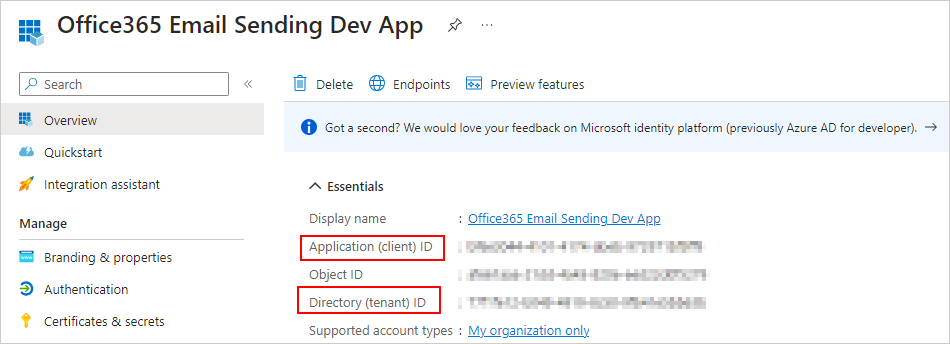 Office365 Email Sending Dev App
Search
Overview
Quickstart
Integration assistant
Manage
Branding & properties
Authentication
Certificates & secrets
Delete Endpoints Preview features
Got a second? We would love your feedback on Microsoft identity platform (previously Azure AD for developer).
Essentials
Display name : Office365 Email Sending Dev App
Application (client) ID :
Object ID :
Directory (tenant) ID :
Supported account types : My organization only